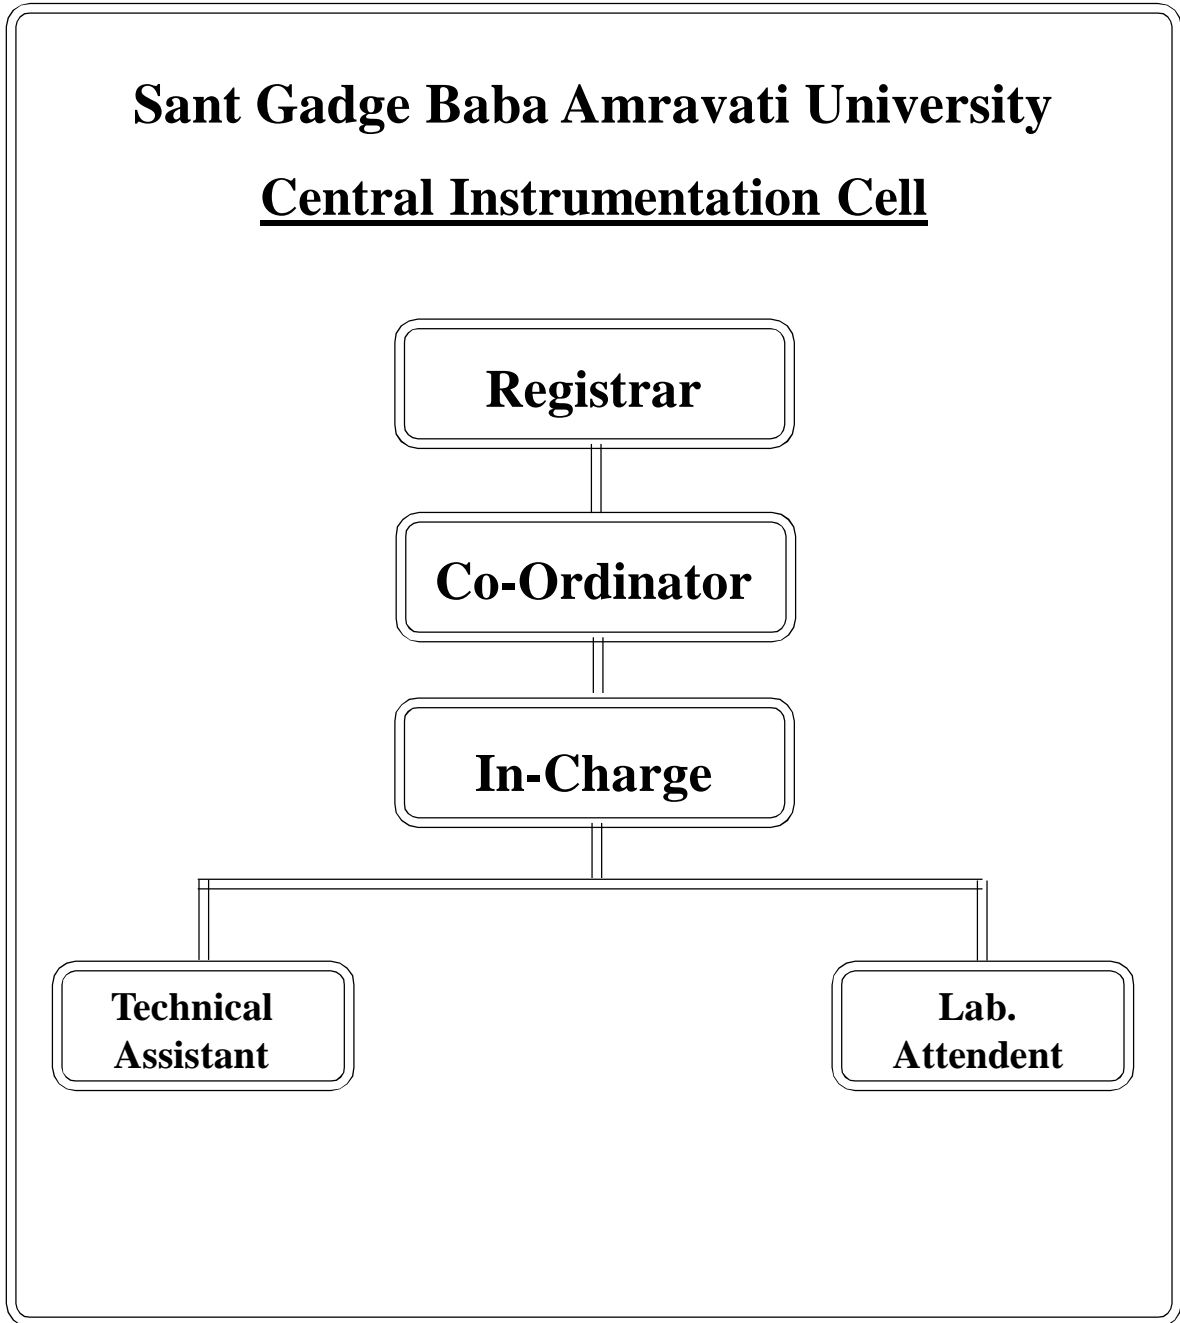 Sant Gadge Baba Amravati University
Central Instrumentation Cell
Registrar
Co-Ordinator
In-Charge
Technical
Assistant
Lab.
Attendent